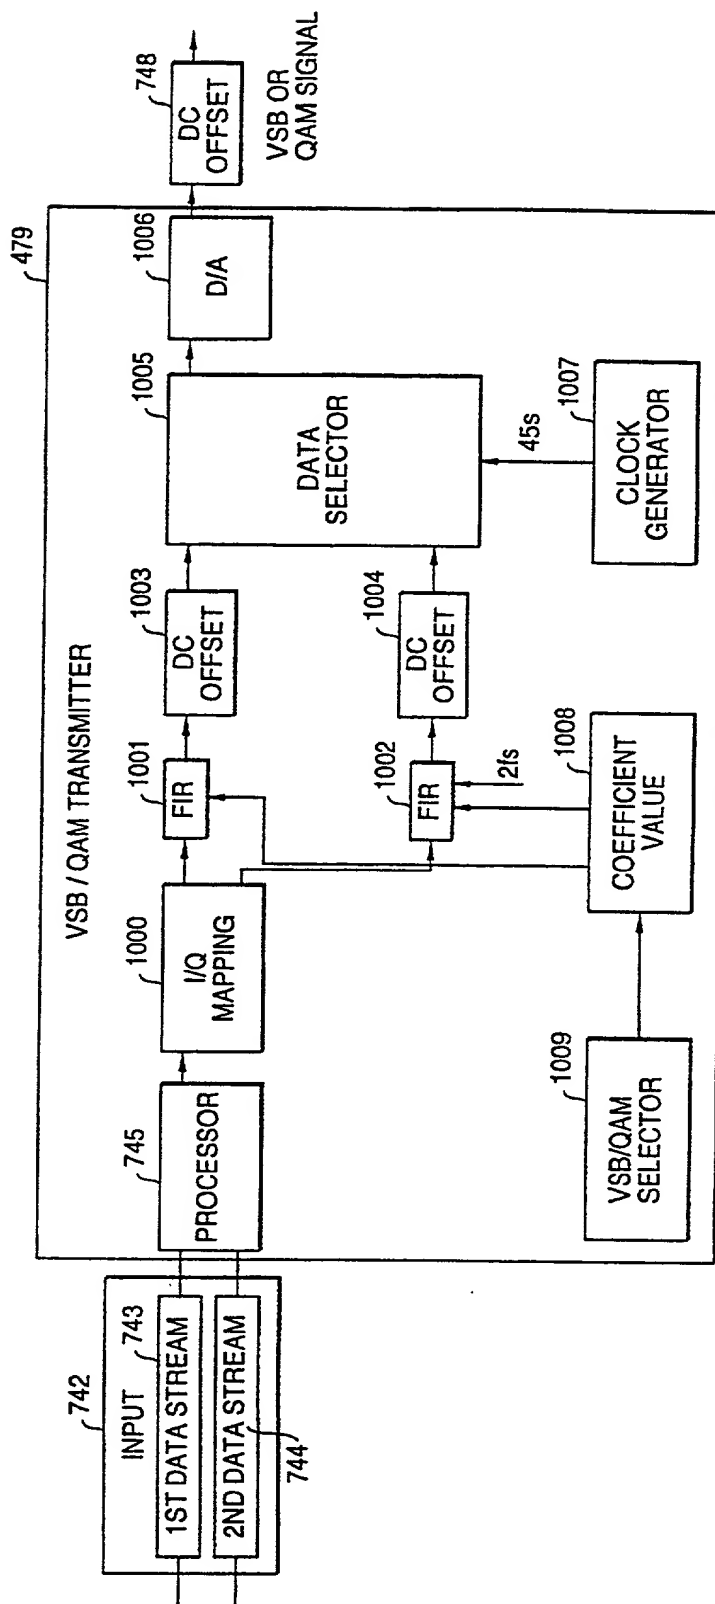 742
INPUT
743
1ST DATA STREAM
2ND DATA STREAM
744
479
VSB / QAM TRANSMITTER
745
PROCESSOR
1000
I/Q
MAPPING
1001
FIR
1002
FIR
2fs
1003
DC
OFFSET
1004
DC
OFFSET
1005
DATA
SELECTOR
45s
1006
D/A
748
DC
OFFSET
VSB OR
QAM SIGNAL
1009
VSB/QAM
SELECTOR
1008
COEFFICIENT
VALUE
1007
CLOCK
GENERATOR